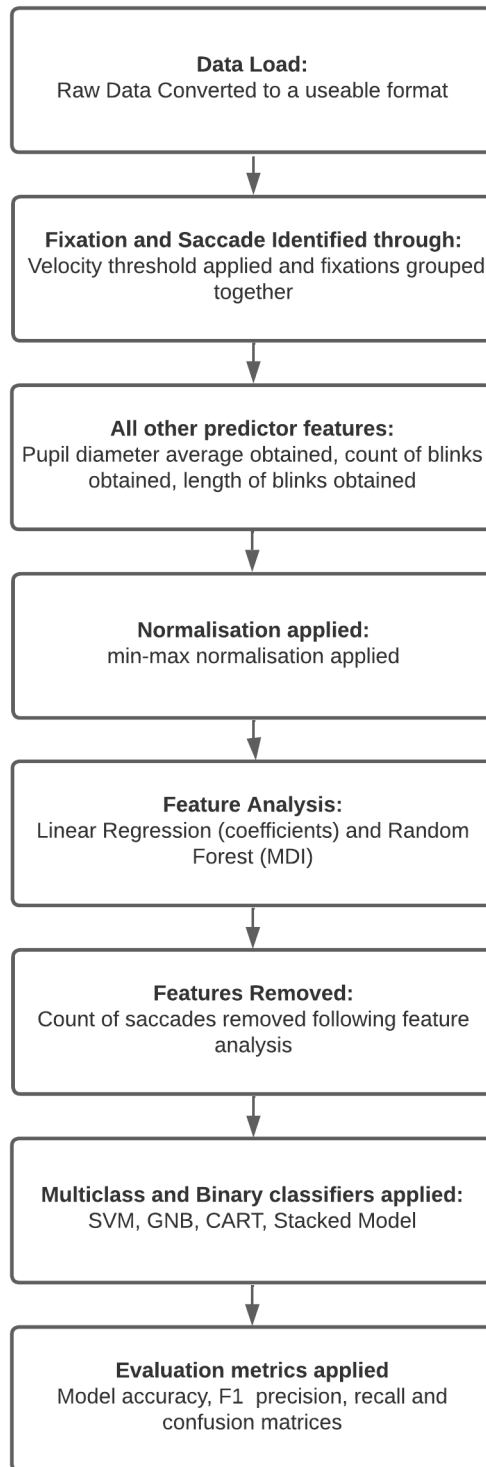 Data Load:
Raw Data Converted to a useable format
Fixation and Saccade Identified through:
Velocity threshold applied and fixations grouped
together
All other predictor features:
Pupil diameter average obtained, count of blinks
obtained, length of blinks obtained
Normalisation applied:
min-max normalisation applied
Feature Analysis:
Linear Regression (coefficients) and Random
Forest (MDI)
Features Removed:
Count of saccades removed following feature
analysis
Multiclass and Binary classifiers applied:
SVM, GNB, CART, Stacked Model
Evaluation metrics applied
Model accuracy, F1  precision, recall and
confusion matrices